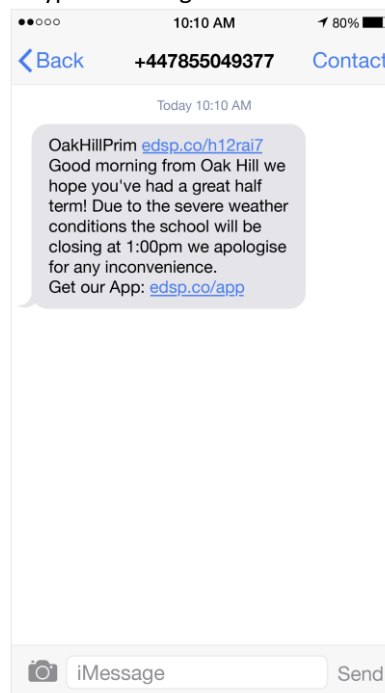 10:10 AM
80%
Back
+447855049377
Contact
Today 10:10 AM
OakHillPrim edsp.co/h12rai7
Good morning from Oak Hill we
hope you've had a great half
term! Due to the severe weather
conditions the school will be
closing at 1:00pm we apologise
for any inconvenience.
Get our App: edsp.co/app
iMessage
Send